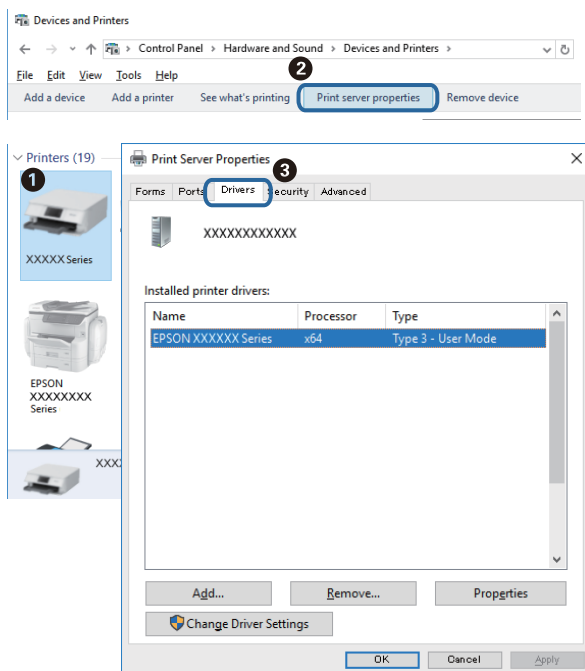 Devices and Printers
Control Panel > Hardware and Sound > Devices and Printers >
File Edit View Tools Help
2
Add a device Add a printer See what's printing Print server properties Remove device
Printers (19)
1
XXXXX Series
EPSON
XXXXXXXX
Series
XXX
Print Server Properties
3
Forms Ports Drivers Security Advanced
XXXXXXXXXXXX
Installed printer drivers:
Name Processor Type
EPSON XXXXXX Series x64 Type 3 - User Mode
Add... Remove... Properties
Change Driver Settings
OK Cancel Apply